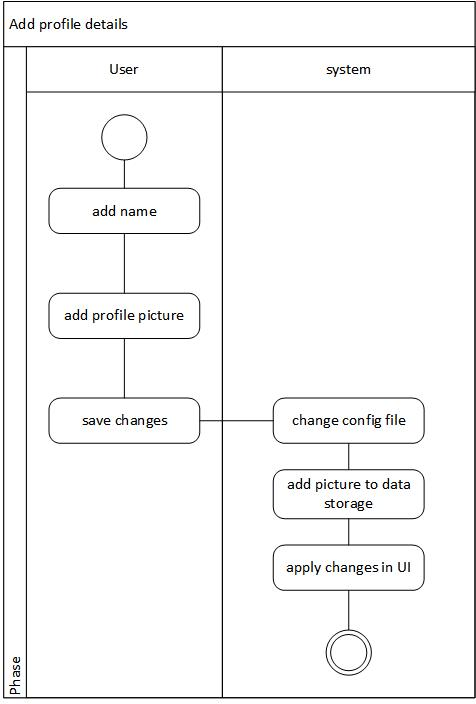 Add profile details
User
system
add name
add profile picture
save changes
change config file
add picture to data
storage
apply changes in UI
Phase